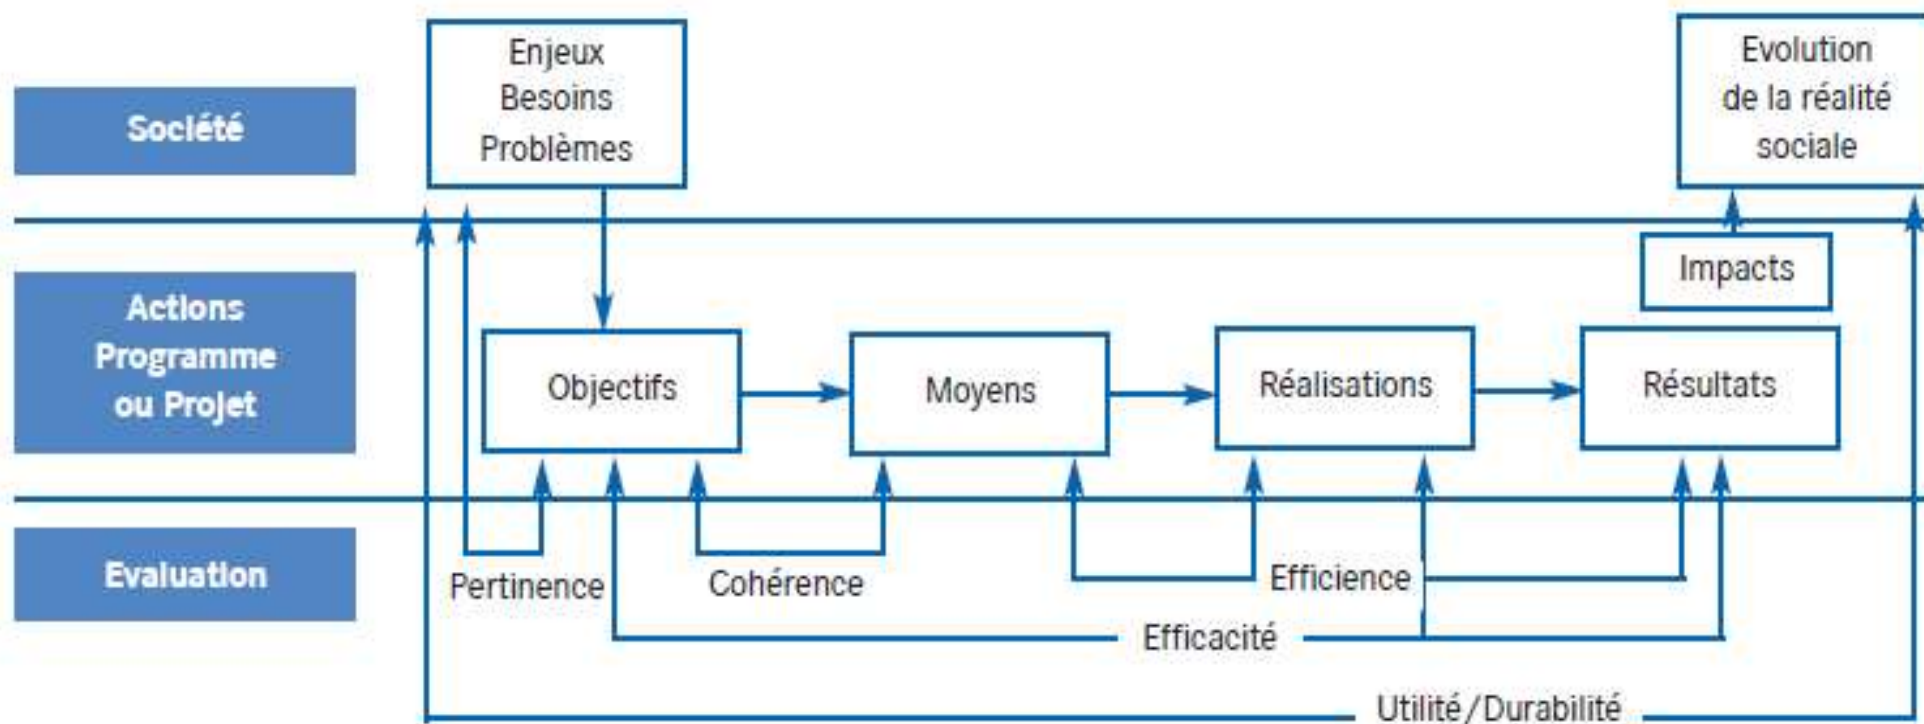 Société
Enjeux
Besoins
Problèmes
Evolution
de la réalité
sociale
Actions
Programme
ou Projet
Impacts
Objectifs
Moyens
Réalisations
Résultats
Evaluation
Pertinence
Cohérence
Efficience
Efficacité
Utilité/Durabilité